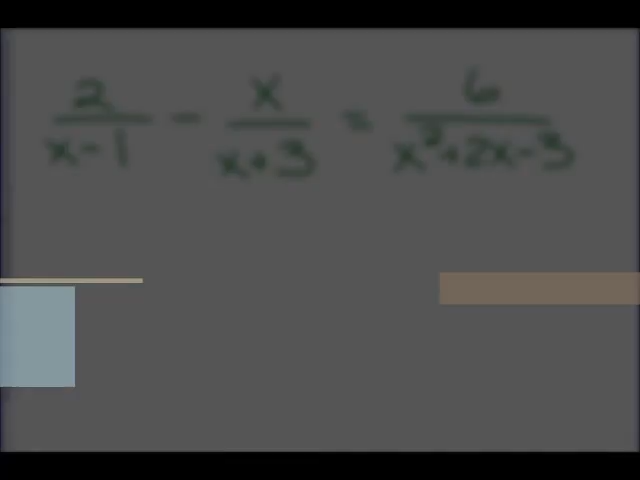 2/(x-1) - x/(x+3) = 6/(x²+2x-3)